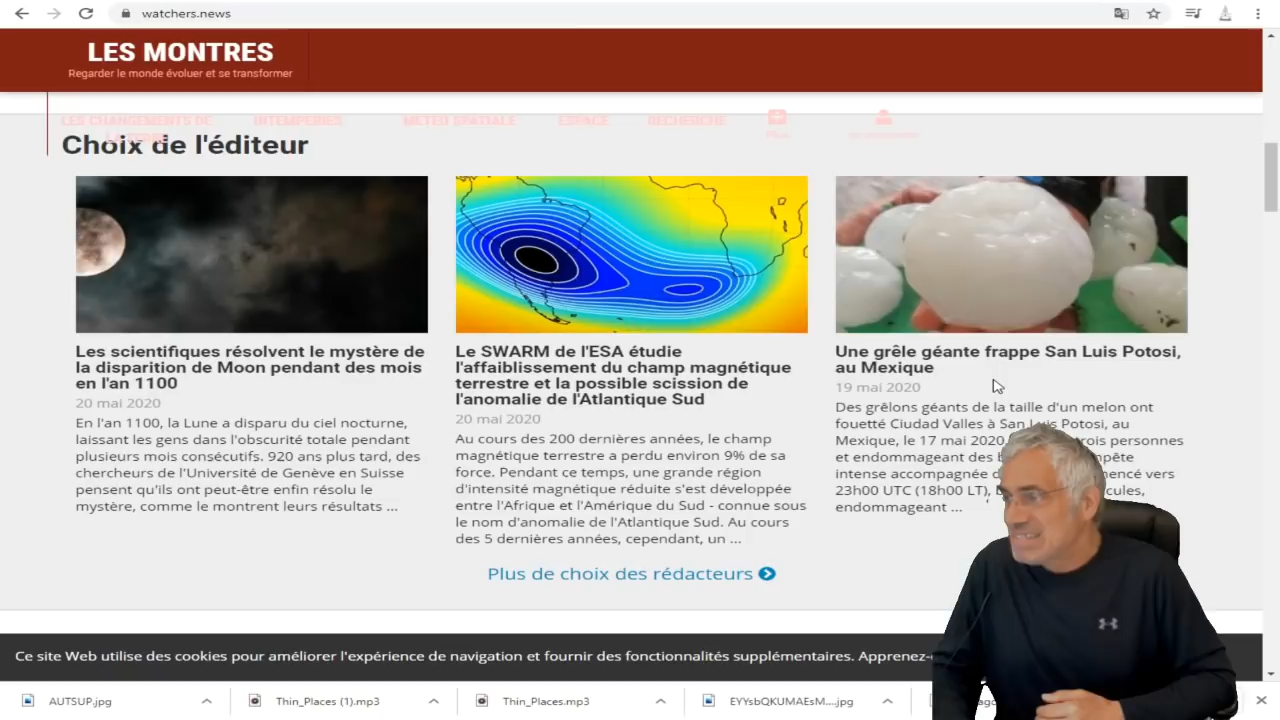 watchers.news
LES MONTRES
Regarder le monde évoluer et se transformer
LES CHANGEMENTS DE
LA TERRE
INTEMPÉRIES
MÉTÉO SPATIALE
ESPACE
RECHERCHE
Plus
Choix de l'éditeur
Les scientifiques résolvent le mystère de
la disparition de Moon pendant des mois
en l'an 1100
20 mai 2020
En l'an 1100, la Lune a disparu du ciel nocturne,
laissant les gens dans l'obscurité totale pendant
plusieurs mois consécutifs. 920 ans plus tard, des
chercheurs de l'Université de Genève en Suisse
pensent qu'ils ont peut-être enfin résolu le
mystère, comme le montrent leurs résultats ...
Le SWARM de l'ESA étudie
l'affaiblissement du champ magnétique
terrestre et la possible scission de
l'anomalie de l'Atlantique Sud
20 mai 2020
Au cours des 200 dernières années, le champ
magnétique terrestre a perdu environ 9% de sa
force. Pendant ce temps, une grande région
d'intensité magnétique réduite s'est développée
entre l'Afrique et l'Amérique du Sud - connue sous
le nom d'anomalie de l'Atlantique Sud. Au cours
des 5 dernières années, cependant, un ...
Une grêle géante frappe San Luis Potosi,
au Mexique
19 mai 2020
Des grêlons géants de la taille d'un melon ont
fouetté Ciudad Valles à San Luis Potosi, au
Mexique, le 17 mai 2020, trois personnes
et endommageant des
intense accompagnée
23h00 UTC (18h00 LT),
endommageant ...
Plus de choix des rédacteurs
Ce site Web utilise des cookies pour améliorer l'expérience de navigation et fournir des fonctionnalités supplémentaires.
AUTSUP.jpg
Thin_Places (1).mp3
Thin_Places.mp3
EYYsbQKUMAEsM....jpg